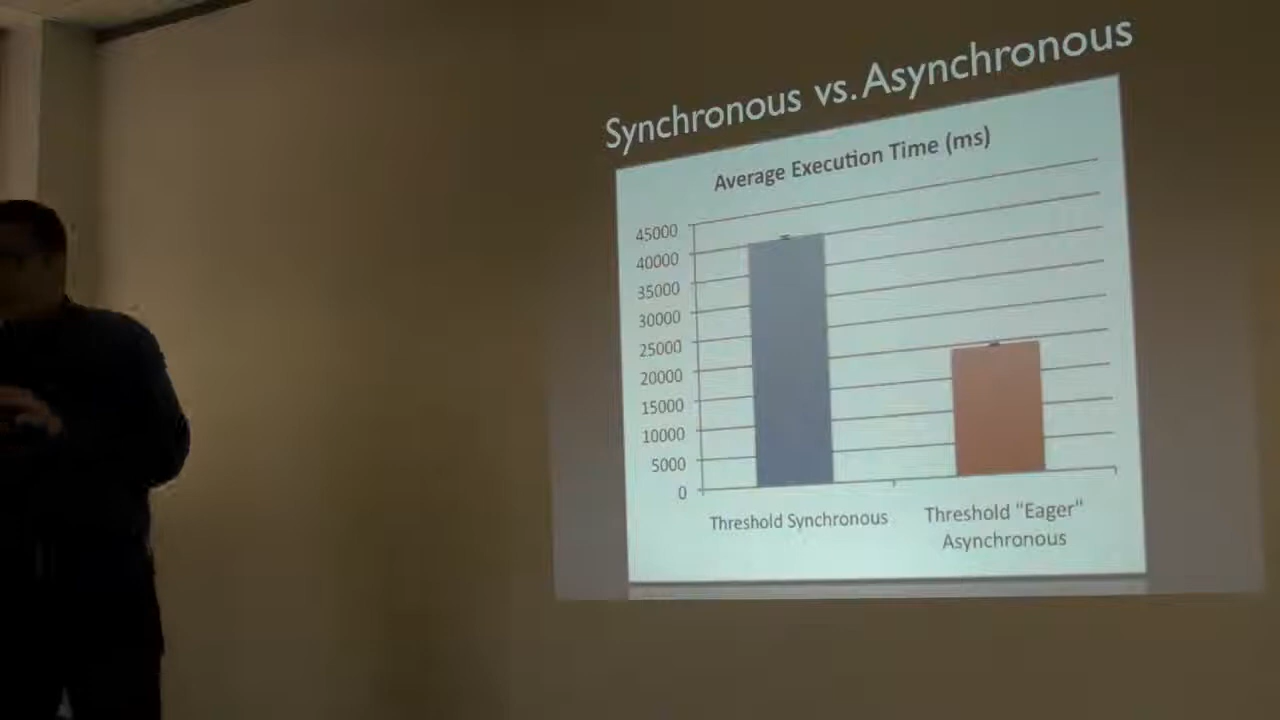 Synchronous vs. Asynchronous
Average Execution Time (ms)
45000
40000
35000
30000
25000
20000
15000
10000
5000
0
Threshold Synchronous
Threshold "Eager"
Asynchronous